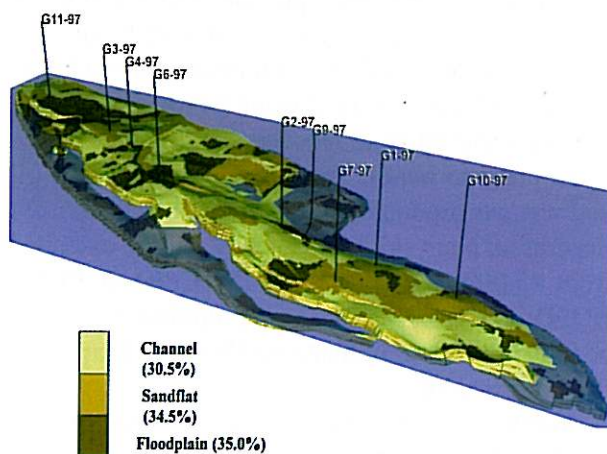 G11-97
G3-97
G4-97
G6-97
G2-97
G9-97
G7-97
G1-97
G10-97
Channel
(30.5%)
Sandflat
(34.5%)
Floodplain (35.0%)